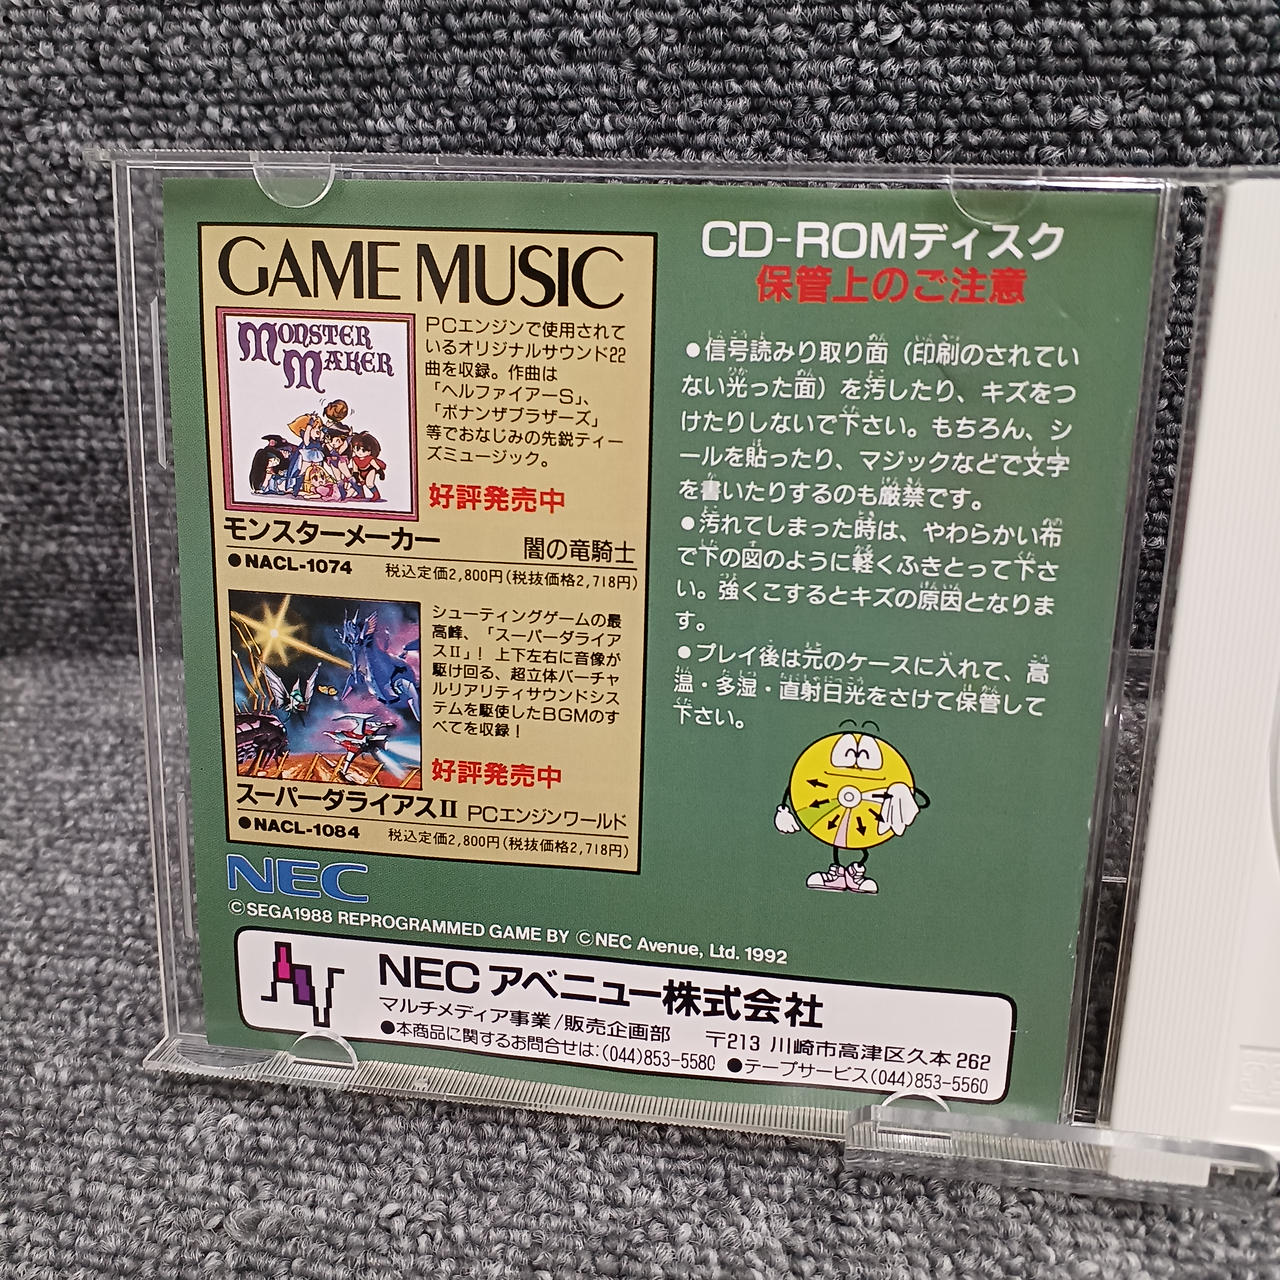 GAME MUSIC
MONSTER
MAKER
PCエンジンで使用されて
いるオリジナルサウンド22
曲を収録。作曲は
「ヘルファイアーS」、
「ボナンザブラザーズ」
等でおなじみの先鋭ティー
ズミュージック。
好評発売中
モンスターメーカー
闇の竜騎士
●NACL-1074
税込定価2,800円(税抜価格2,718円)
シューティングゲームの最
高峰、「スーパーダライア
スⅡ」! 上下左右に音像が
駆け回る、超立体バーチャ
ルリアリティサウンドシス
テムを駆使したBGMのす
べてを収録!
好評発売中
スーパーダライアスⅡ PCエンジンワールド
●NACL-1084
税込定価2,800円(税抜価格2,718円)
CD-ROMディスク
保管上のご注意
●信号読みり取り面(印刷のされてい
ない光った面)を汚したり、キズをつ
けたりしないで下さい。もちろん、シ
ールを貼ったり、マジックなどで文字
を書いたりするのも厳禁です。
●汚れてしまった時は、やわらかい布
で下の図のように軽くふきとって下さ
い。強くこするとキズの原因となりま
す。
●プレイ後は元のケースに入れて、高
温・多湿・直射日光をさけて保管して
下さい。
NEC
©SEGA1988 REPROGRAMMED GAME BY ©NEC Avenue, Ltd. 1992
NECアベニュー株式会社
マルチメディア事業/販売企画部 〒213 川崎市高津区久本262
●本商品に関するお問合せは:(044)853-5580 ●テープサービス(044)853-5560